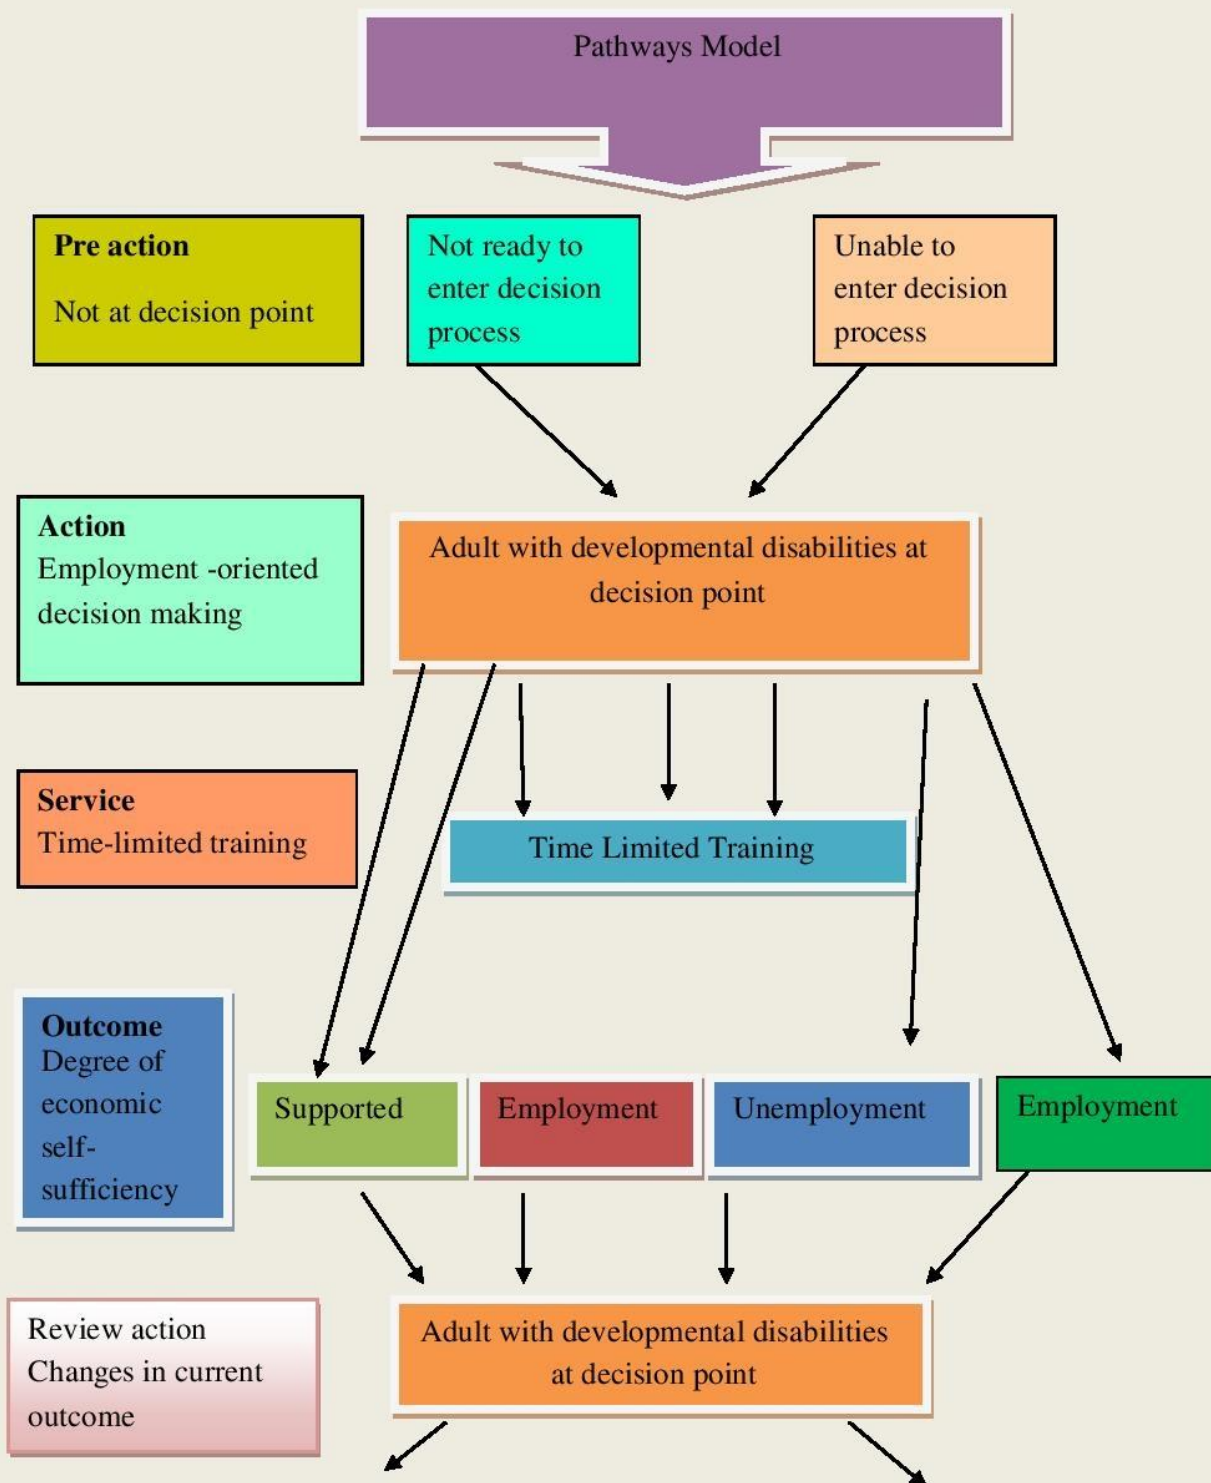 Pathways Model
Pre action
Not at decision point
Not ready to
enter decision
process
Unable to
enter decision
process
Action
Employment -oriented
decision making
Adult with developmental disabilities at
decision point
Service
Time-limited training
Time Limited Training
Outcome
Degree of
economic
self-
sufficiency
Supported
Employment
Unemployment
Employment
Review action
Changes in current
outcome
Adult with developmental disabilities
at decision point